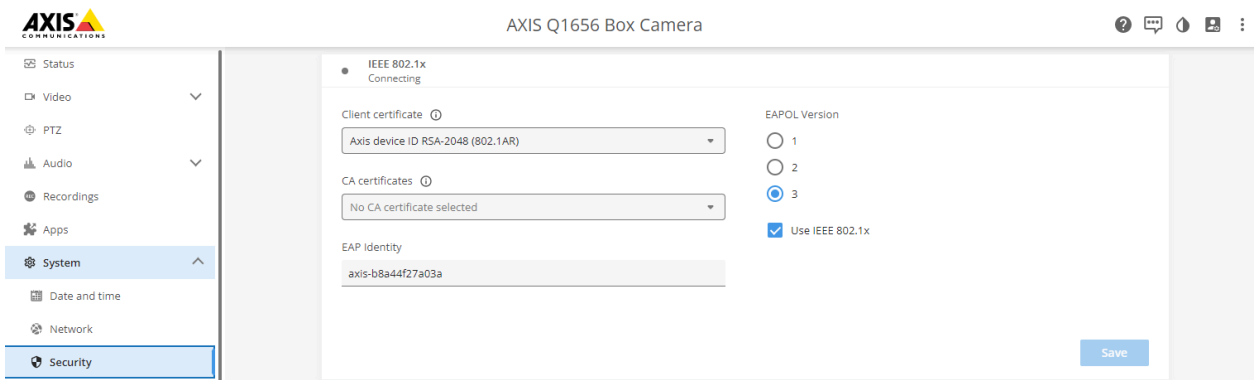 AXIS
COMMUNICATIONS
AXIS Q1656 Box Camera
Status
Video
PTZ
Audio
REC
Recordings
Apps
System
Date and time
Network
Security
IEEE 802.1x
Connecting
Client certificate
Axis device ID RSA-2048 (802.1AR)
CA certificates
No CA certificate selected
EAP Identity
axis-b8a44f27a03a
EAPOL Version
1
2
3
Use IEEE 802.1x
Save